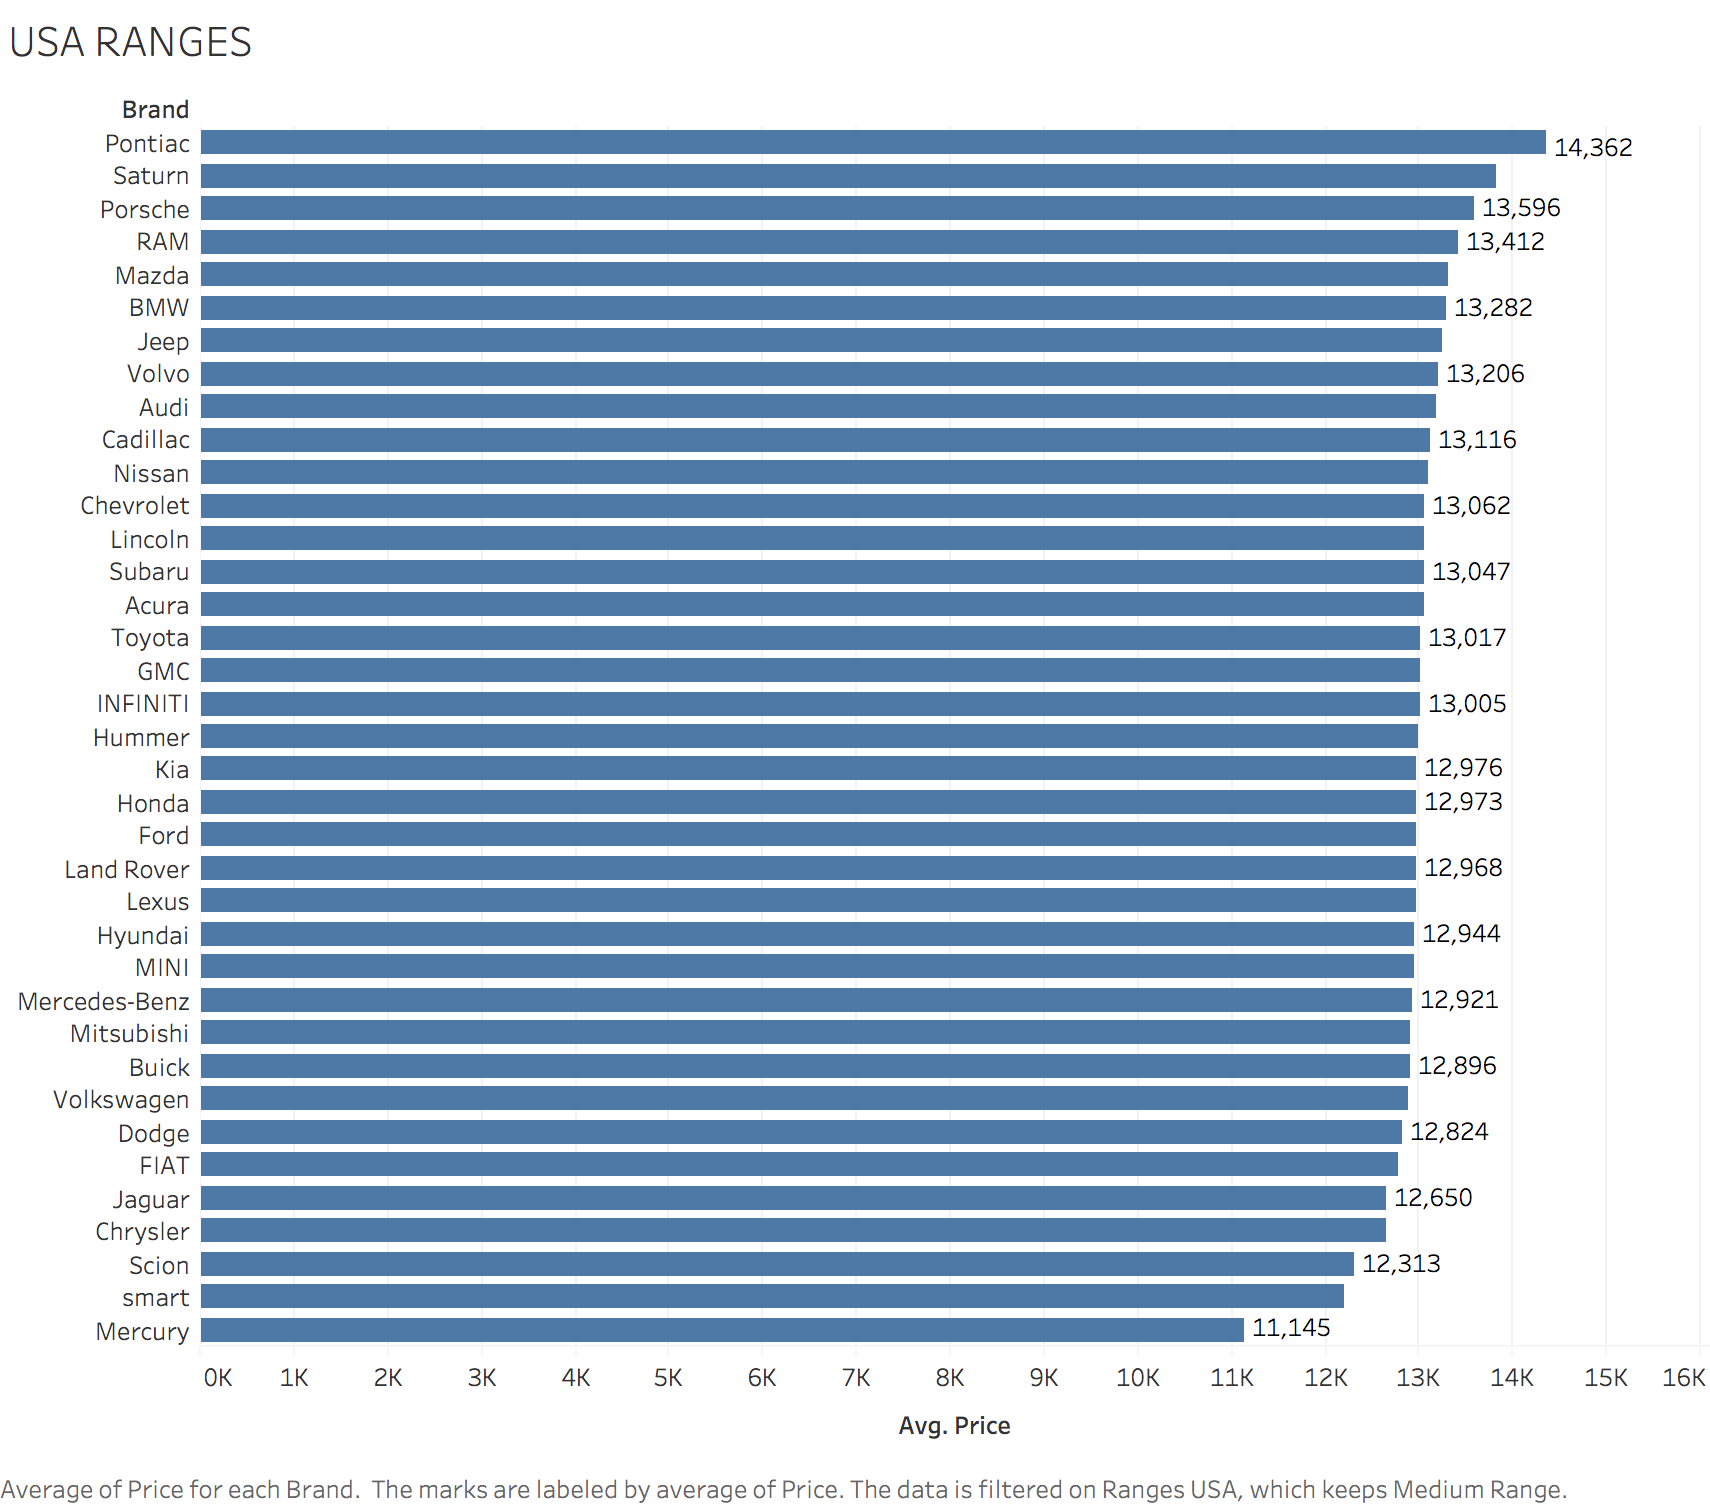 USA RANGES
Brand
Pontiac 14,362
Saturn
Porsche 13,596
RAM 13,412
Mazda
BMW 13,282
Jeep
Volvo 13,206
Audi
Cadillac 13,116
Nissan
Chevrolet 13,062
Lincoln
Subaru 13,047
Acura
Toyota 13,017
GMC
INFINITI 13,005
Hummer
Kia 12,976
Honda 12,973
Ford
Land Rover 12,968
Lexus
Hyundai 12,944
MINI
Mercedes-Benz 12,921
Mitsubishi
Buick 12,896
Volkswagen
Dodge 12,824
FIAT
Jaguar 12,650
Chrysler
Scion 12,313
smart
Mercury 11,145
0K 1K 2K 3K 4K 5K 6K 7K 8K 9K 10K 11K 12K 13K 14K 15K 16K
Avg. Price
Average of Price for each Brand. The marks are labeled by average of Price. The data is filtered on Ranges USA, which keeps Medium Range.